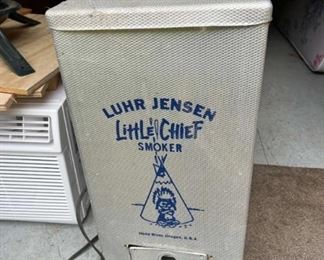 LUHR JENSEN
LittlE CHiEF
SMOKER
Hood River, Oregon, U.S.A.